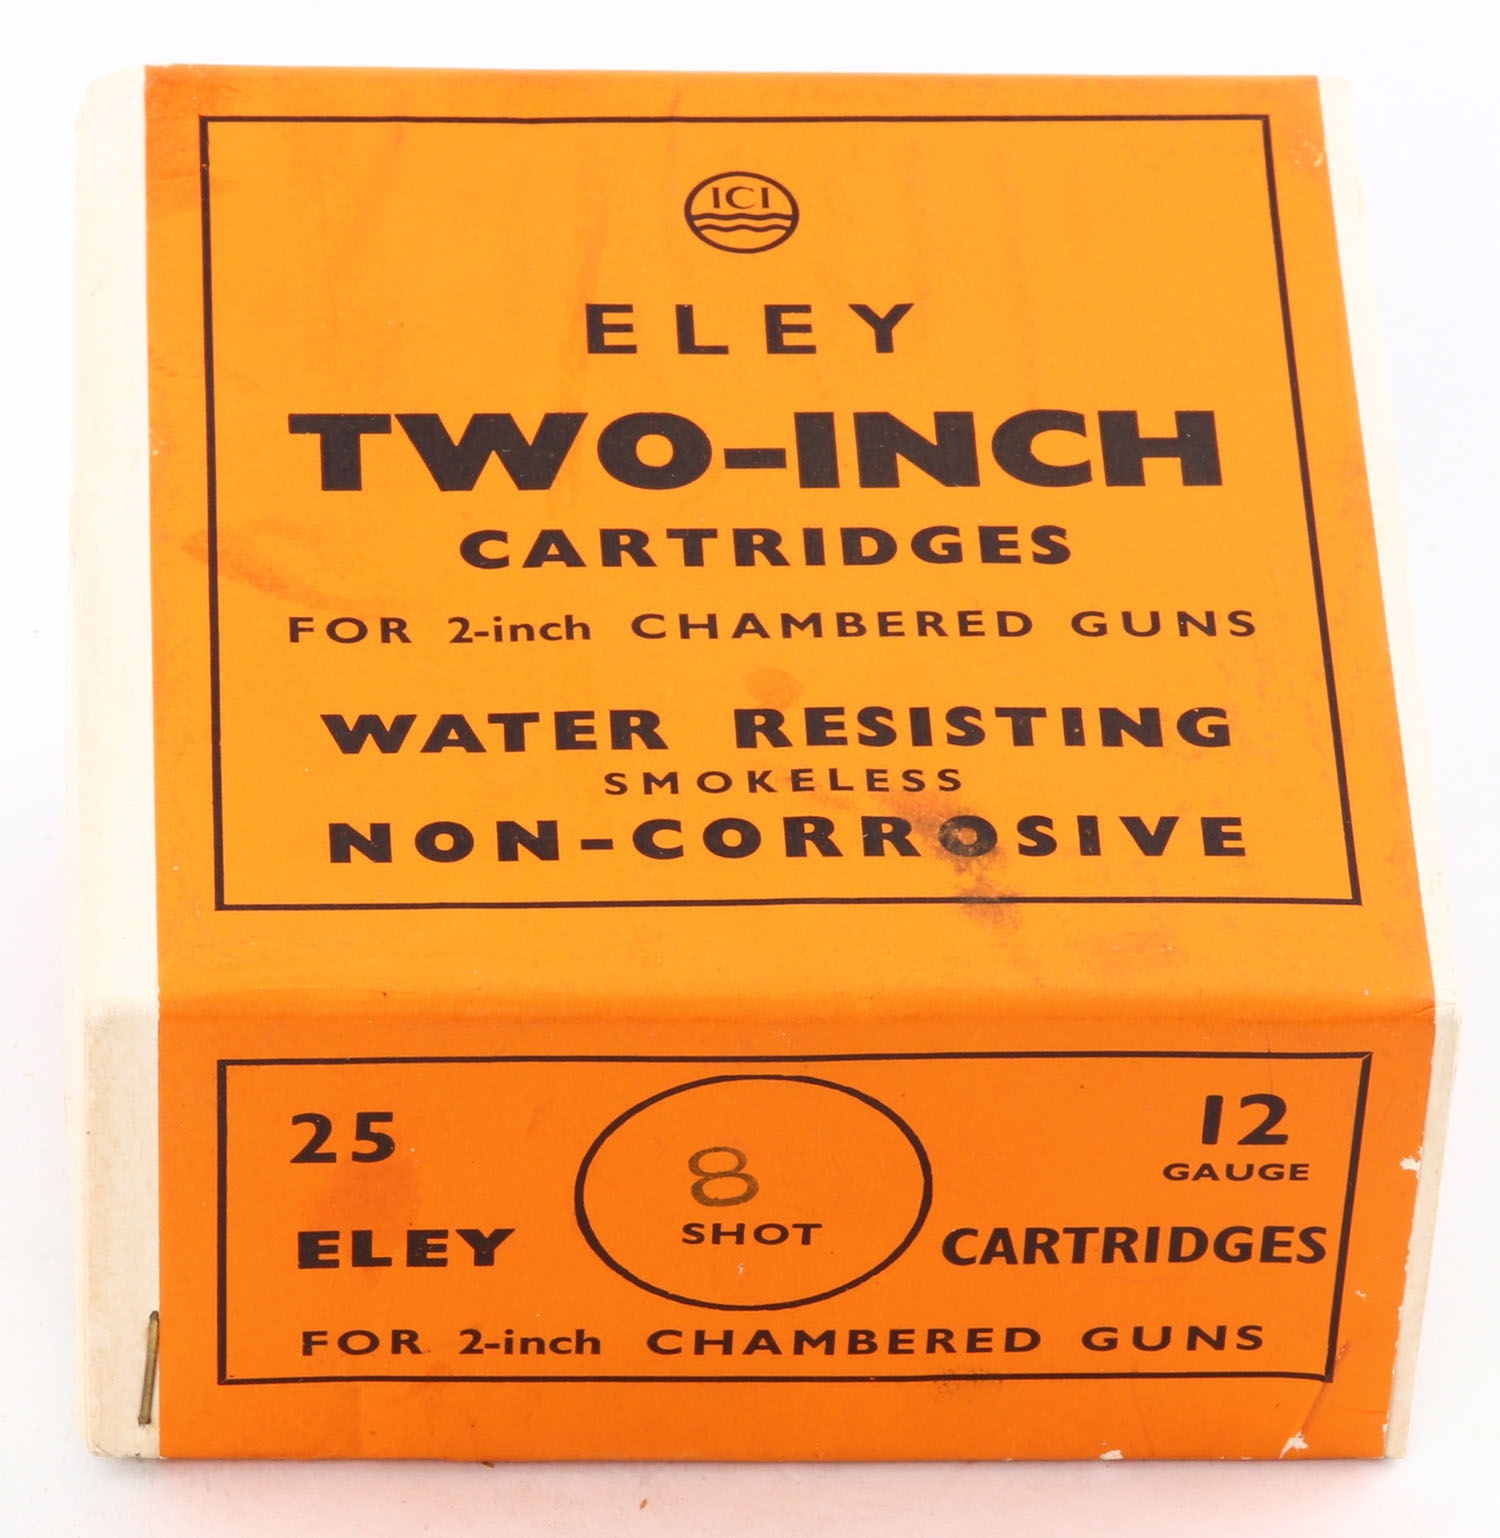 ICI
ELEY
TWO-INCH
CARTRIDGES
FOR 2-inch CHAMBERED GUNS
WATER RESISTING
SMOKELESS
NON-CORROSIVE
25 8 12
SHOT GAUGE
ELEY CARTRIDGES
FOR 2-inch CHAMBERED GUNS